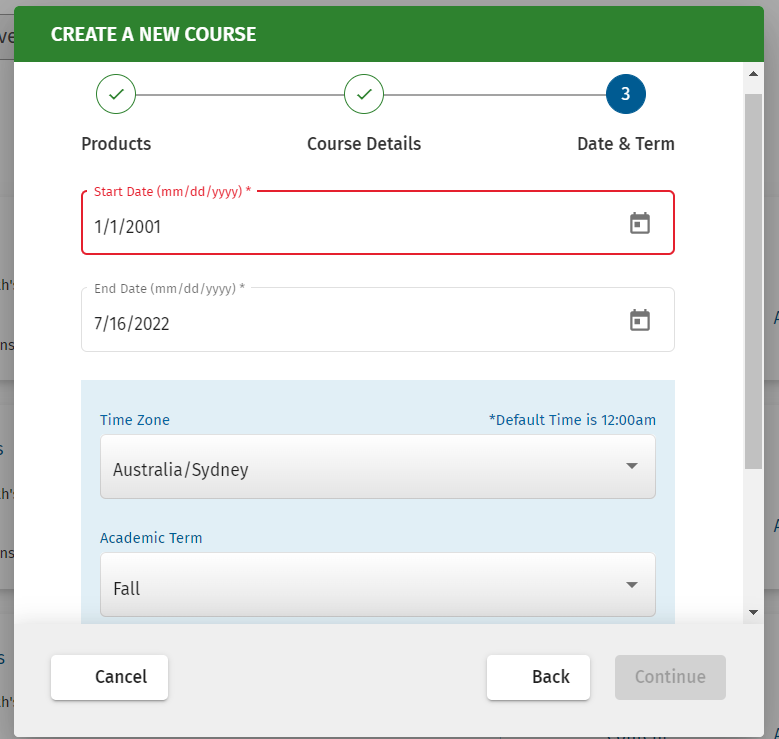 CREATE A NEW COURSE
3
Products Course Details Date & Term
Start Date (mm/dd/yyyy) *
1/1/2001
End Date (mm/dd/yyyy) *
7/16/2022
Time Zone *Default Time is 12:00am
Australia/Sydney
Academic Term
Fall
Cancel Back Continue